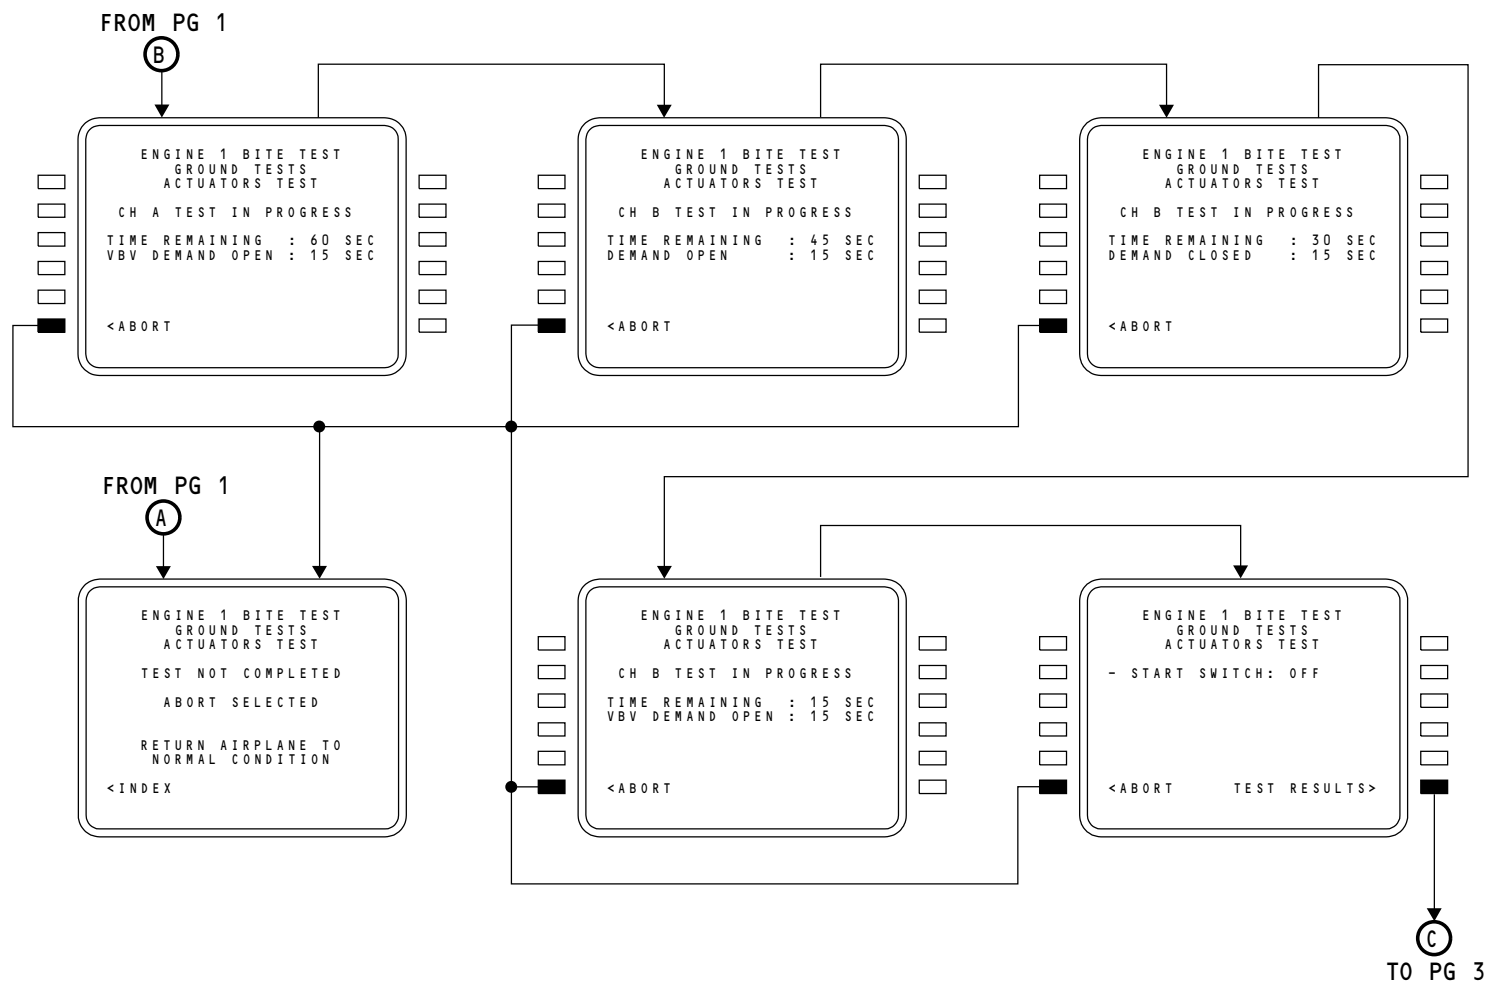 FROM PG 1
B
ENGINE 1 BITE TEST
GROUND TESTS
ACTUATORS TEST
CH A TEST IN PROGRESS
TIME REMAINING : 60 SEC
VBV DEMAND OPEN : 15 SEC
<ABORT
ENGINE 1 BITE TEST
GROUND TESTS
ACTUATORS TEST
CH B TEST IN PROGRESS
TIME REMAINING : 45 SEC
DEMAND OPEN : 15 SEC
<ABORT
ENGINE 1 BITE TEST
GROUND TESTS
ACTUATORS TEST
CH B TEST IN PROGRESS
TIME REMAINING : 30 SEC
DEMAND CLOSED : 15 SEC
<ABORT
FROM PG 1
A
ENGINE 1 BITE TEST
GROUND TESTS
ACTUATORS TEST
TEST NOT COMPLETED
ABORT SELECTED
RETURN AIRPLANE TO
NORMAL CONDITION
<INDEX
ENGINE 1 BITE TEST
GROUND TESTS
ACTUATORS TEST
CH B TEST IN PROGRESS
TIME REMAINING : 15 SEC
VBV DEMAND OPEN : 15 SEC
<ABORT
ENGINE 1 BITE TEST
GROUND TESTS
ACTUATORS TEST
- START SWITCH: OFF
<ABORT TEST RESULTS>
C
TO PG 3